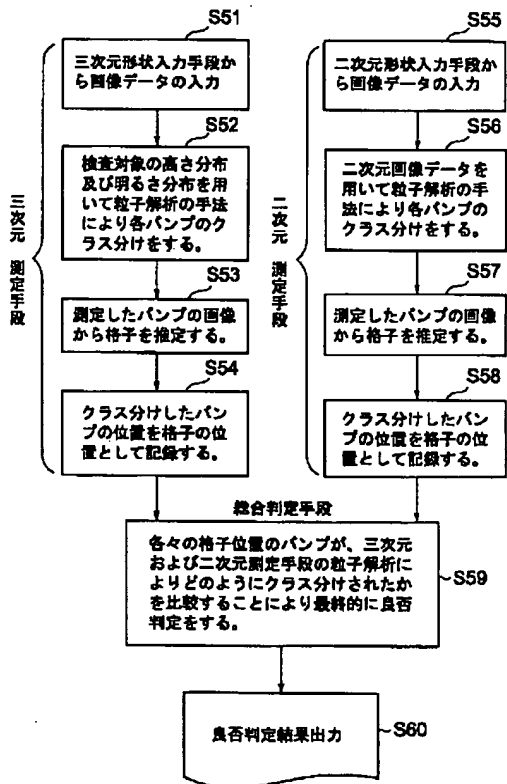 S51
三次元形状入力手段から
画像データの入力
S52
検査対象の高さ分布
及び明るさ分布を用
いて粒子解析の手法
により各バンプのク
ラス分けをする。
S53
測定したバンプの画像
から格子を推定する。
S54
クラス分けしたバン
プの位置を格子の位
置として記録する。
三次元 測定手段
S55
二次元形状入力手段か
ら画像データの入力
S56
二次元画像データを
用いて粒子解析の手
法により各バンプの
クラス分けをする。
S57
測定したバンプの画像
から格子を推定する。
S58
クラス分けしたバン
プの位置を格子の位
置として記録する。
二次元 測定手段
総合判定手段
各々の格子位置のバンプが、三次元
および二次元測定手段の粒子解析に
よりどのようにクラス分けされたか
を比較することにより最終的に良否
判定をする。
S59
良否判定結果出力
S60